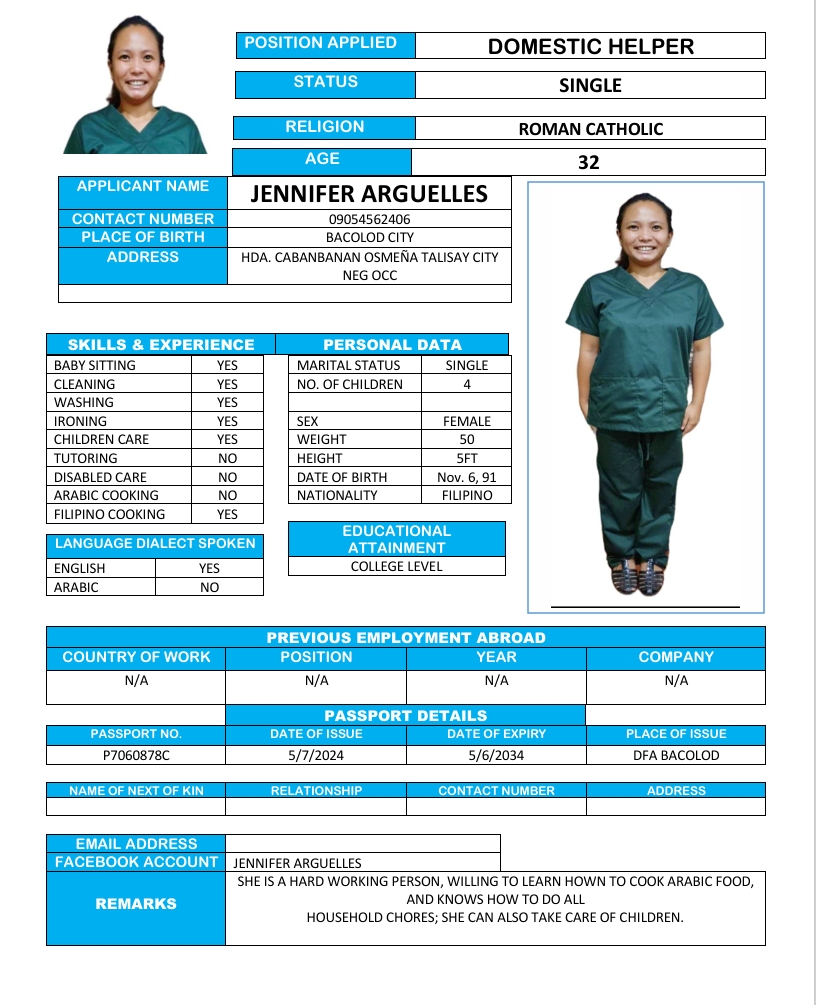 POSITION APPLIED DOMESTIC HELPER
STATUS SINGLE
RELIGION ROMAN CATHOLIC
AGE 32
APPLICANT NAME JENNIFER ARGUELLES
CONTACT NUMBER 09054562406
PLACE OF BIRTH BACOLOD CITY
ADDRESS HDA. CABANBANAN OSMEÑA TALISAY CITY
NEG OCC
SKILLS & EXPERIENCE
BABY SITTING YES
CLEANING YES
WASHING YES
IRONING YES
CHILDREN CARE YES
TUTORING NO
DISABLED CARE NO
ARABIC COOKING NO
FILIPINO COOKING YES
LANGUAGE DIALECT SPOKEN
ENGLISH YES
ARABIC NO
PERSONAL DATA
MARITAL STATUS SINGLE
NO. OF CHILDREN 4
SEX FEMALE
WEIGHT 50
HEIGHT 5FT
DATE OF BIRTH Nov. 6, 91
NATIONALITY FILIPINO
EDUCATIONAL
ATTAINMENT
COLLEGE LEVEL
PREVIOUS EMPLOYMENT ABROAD
COUNTRY OF WORK POSITION YEAR COMPANY
N/A N/A N/A N/A
PASSPORT DETAILS
PASSPORT NO. DATE OF ISSUE DATE OF EXPIRY PLACE OF ISSUE
P7060878C 5/7/2024 5/6/2034 DFA BACOLOD
NAME OF NEXT OF KIN RELATIONSHIP CONTACT NUMBER ADDRESS
EMAIL ADDRESS
FACEBOOK ACCOUNT JENNIFER ARGUELLES
REMARKS
SHE IS A HARD WORKING PERSON, WILLING TO LEARN HOWN TO COOK ARABIC FOOD,
AND KNOWS HOW TO DO ALL
HOUSEHOLD CHORES; SHE CAN ALSO TAKE CARE OF CHILDREN.